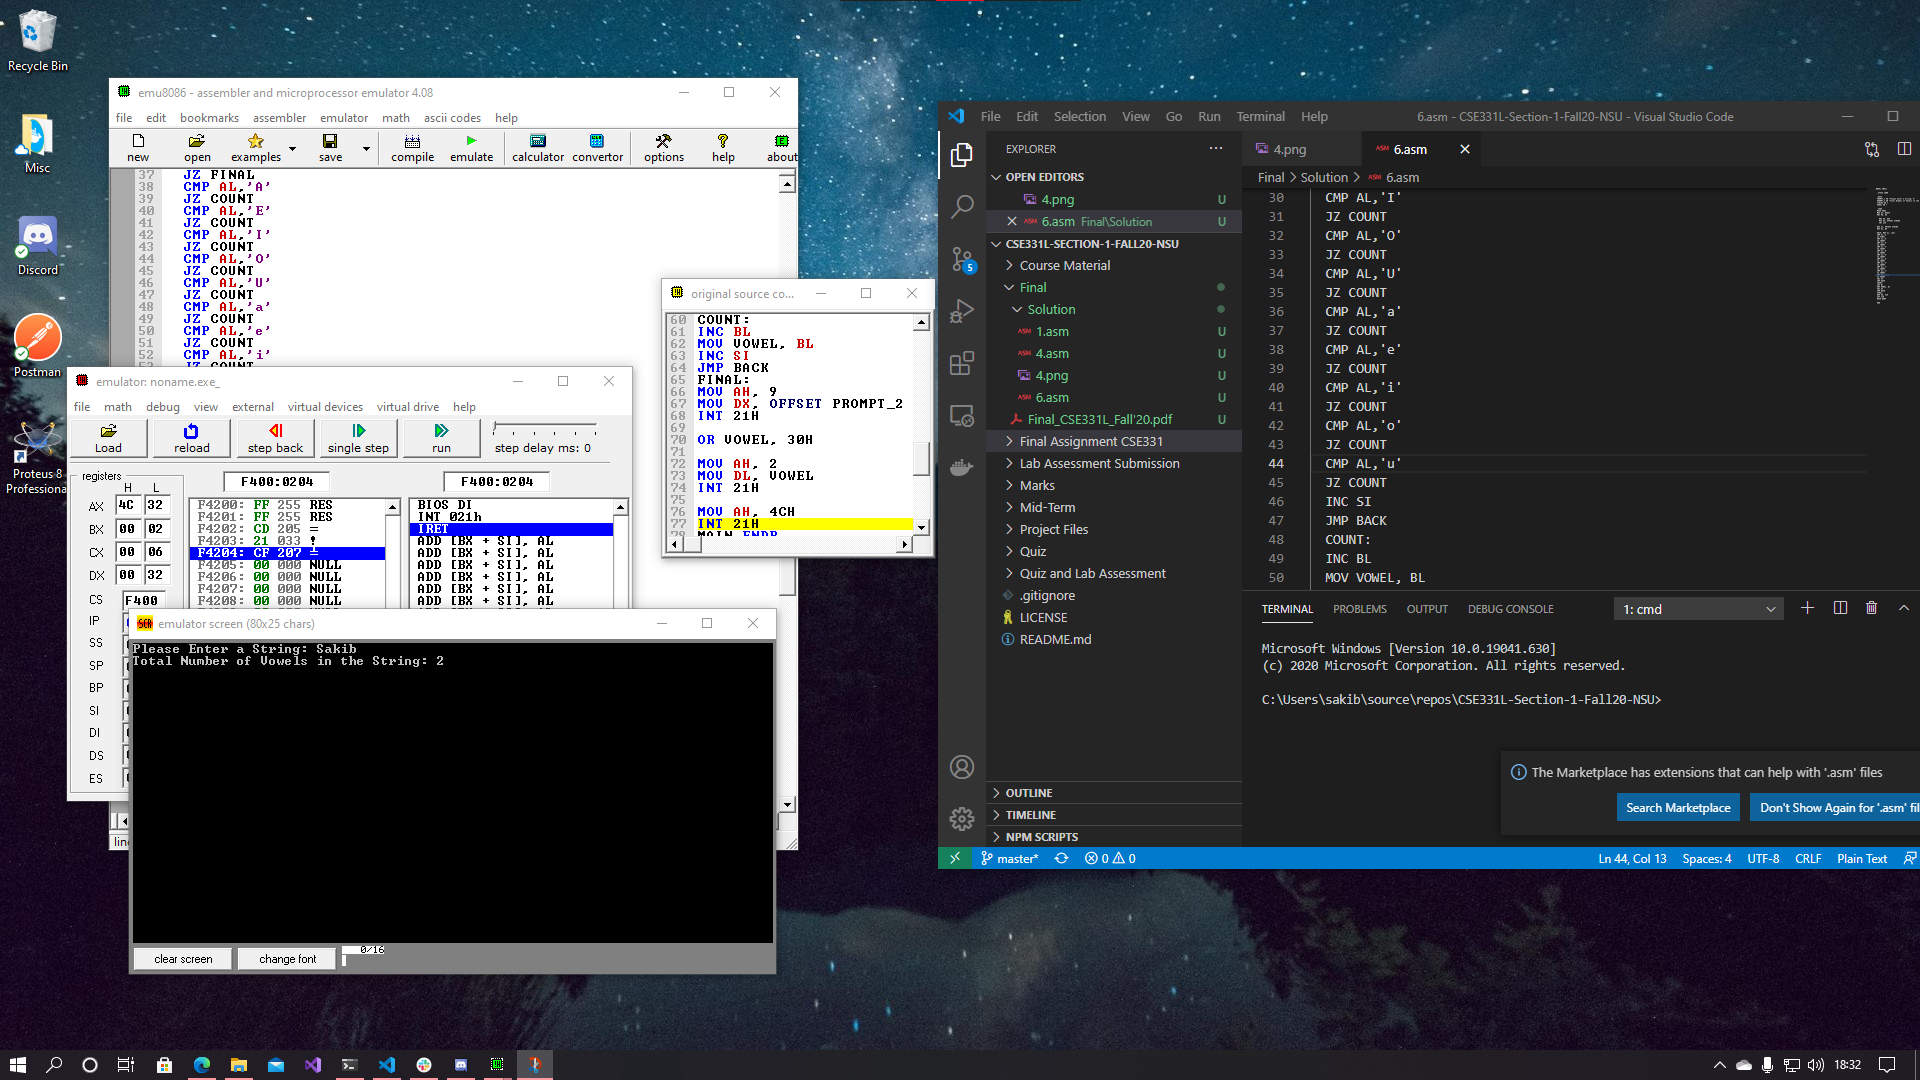 Recycle Bin
Misc
Discord
Postman
Proteus 8
Professiona
emu8086 - assembler and microprocessor emulator 4.08
file edit bookmarks assembler emulator math ascii codes help
new open examples save compile emulate calculator convertor options help about
37 JZ FINAL
38 CMP AL,'A'
39 JZ COUNT
40 CMP AL,'E'
41 JZ COUNT
42 CMP AL,'I'
43 JZ COUNT
44 CMP AL,'O'
45 JZ COUNT
46 CMP AL,'U'
47 JZ COUNT
48 CMP AL,'a'
49 JZ COUNT
50 CMP AL,'e'
51 JZ COUNT
52 CMP AL,'i'
JZ COUNT
line
original source co...
60 COUNT:
61 INC BL
62 MOV VOWEL, BL
63 INC SI
64 JMP BACK
65 FINAL:
66 MOV AH, 9
67 MOV DX, OFFSET PROMPT_2
68 INT 21H
69
70 OR VOWEL, 30H
71
72 MOV AH, 2
73 MOV DL, VOWEL
74 INT 21H
75
76 MOV AH, 4CH
77 INT 21H
78 MAIN ENDP
emulator: noname.exe_
file math debug view external virtual devices virtual drive help
Load reload step back single step run step delay ms: 0
registers
H L
F400:0204 F400:0204
AX 4C 32
BX 00 02
CX 00 06
DX 00 32
CS F400
IP
SS
SP
BP
SI
DI
DS
ES
F4200: FF 255 RES
F4201: FF 255 RES
F4202: CD 205 =
F4203: 21 033 !
F4204: CF 207 ╧
F4205: 00 000 NULL
F4206: 00 000 NULL
F4207: 00 000 NULL
F4208: 00 000 NULL
BIOS DI
INT 021h
IRET
ADD [BX + SI], AL
ADD [BX + SI], AL
ADD [BX + SI], AL
ADD [BX + SI], AL
ADD [BX + SI], AL
ADD [BX + SI], AL
emulator screen (80x25 chars)
Please Enter a String: Sakib
Total Number of Vowels in the String: 2
clear screen change font 0/16
File Edit Selection View Go Run Terminal Help 6.asm - CSE331L-Section-1-Fall20-NSU - Visual Studio Code
EXPLORER
OPEN EDITORS
4.png U
6.asm Final\Solution U
CSE331L-SECTION-1-FALL20-NSU
Course Material
Final
Solution
1.asm U
4.asm U
4.png U
6.asm U
Final_CSE331L_Fall'20.pdf U
Final Assignment CSE331
Lab Assessment Submission
Marks
Mid-Term
Project Files
Quiz
Quiz and Lab Assessment
.gitignore
LICENSE
README.md
OUTLINE
TIMELINE
NPM SCRIPTS
5
4.png ASM 6.asm
Final > Solution > ASM 6.asm
30 CMP AL,'I'
31 JZ COUNT
32 CMP AL,'O'
33 JZ COUNT
34 CMP AL,'U'
35 JZ COUNT
36 CMP AL,'a'
37 JZ COUNT
38 CMP AL,'e'
39 JZ COUNT
40 CMP AL,'i'
41 JZ COUNT
42 CMP AL,'o'
43 JZ COUNT
44 CMP AL,'u'
45 JZ COUNT
46 INC SI
47 JMP BACK
48 COUNT:
49 INC BL
50 MOV VOWEL, BL
TERMINAL PROBLEMS OUTPUT DEBUG CONSOLE 1: cmd
Microsoft Windows [Version 10.0.19041.630]
(c) 2020 Microsoft Corporation. All rights reserved.
C:\Users\sakib\source\repos\CSE331L-Section-1-Fall20-NSU>
The Marketplace has extensions that can help with '.asm' files
Search Marketplace Don't Show Again for '.asm' fil
master* 0 0 Ln 44, Col 13 Spaces: 4 UTF-8 CRLF Plain Text
18:32